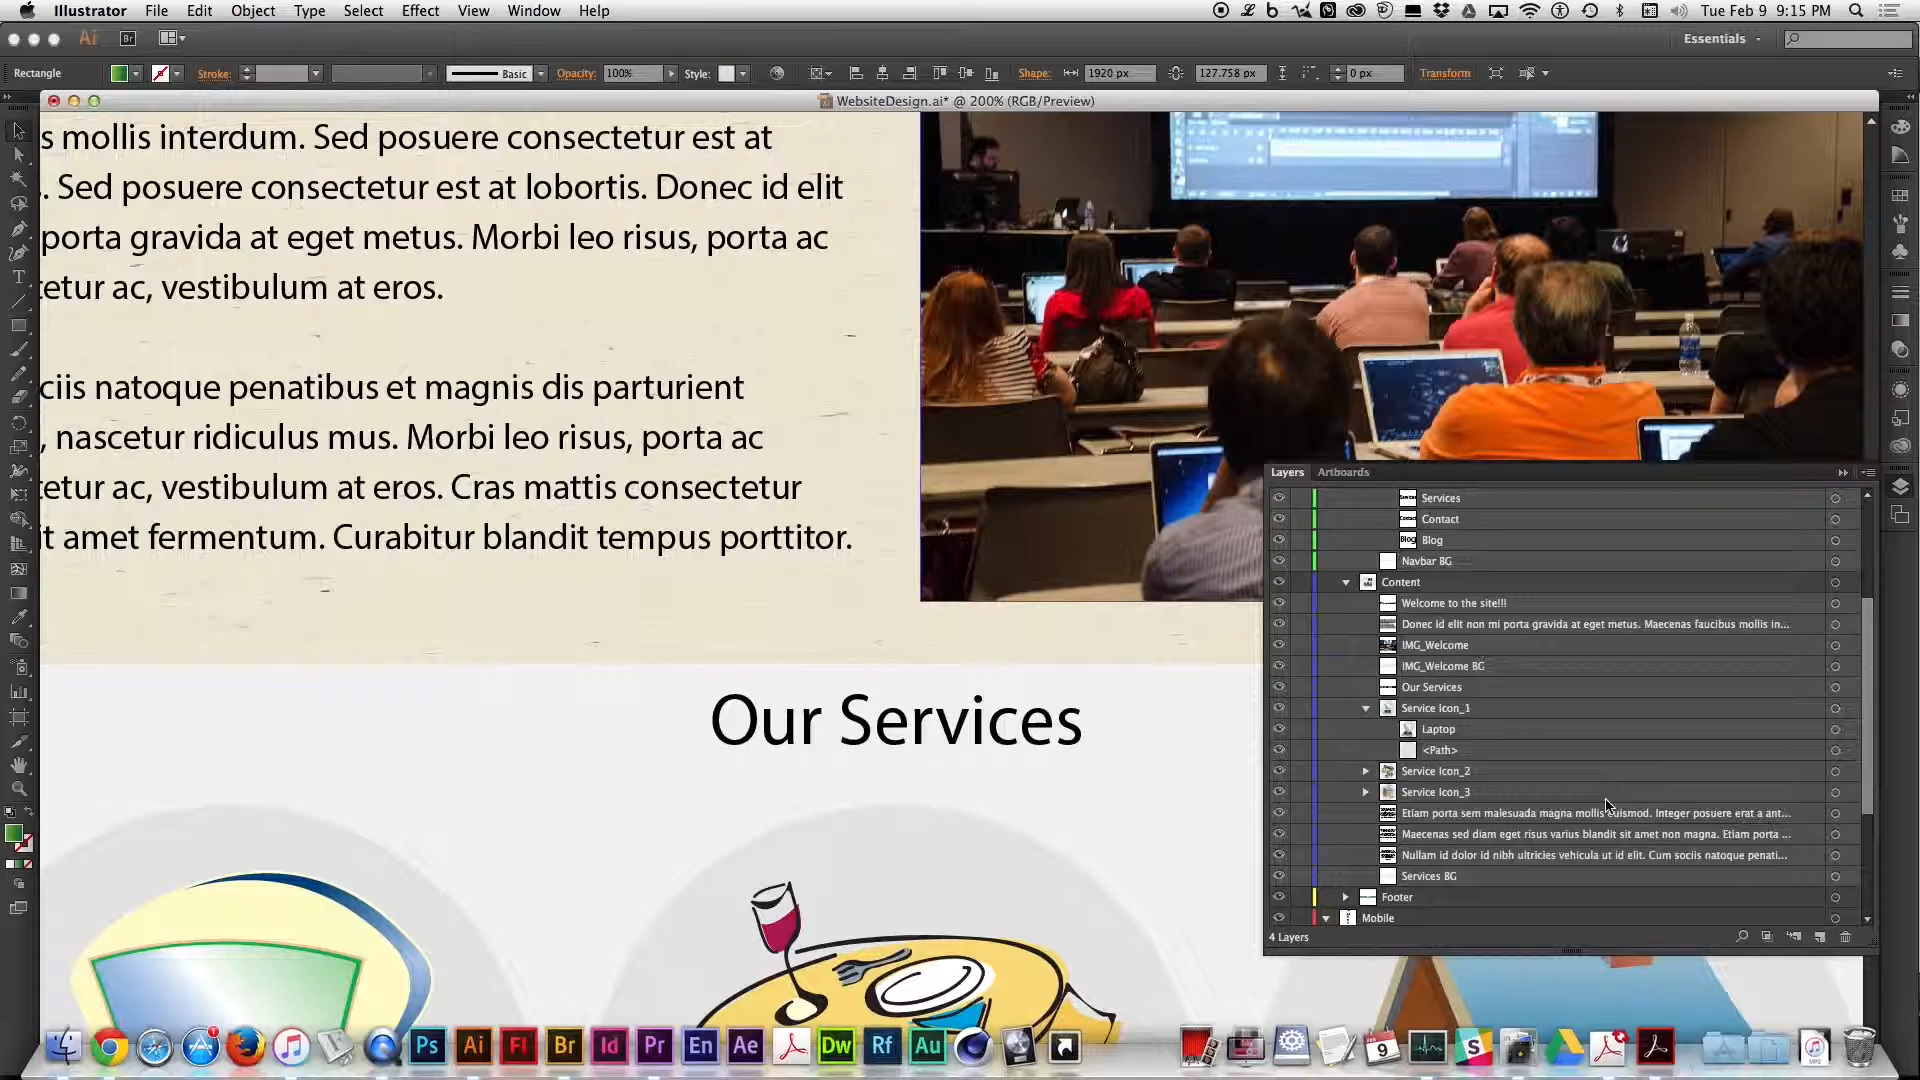 Illustrator File Edit Object Type Select Effect View Window Help
Tue Feb 9 9:15 PM
Ai Br
Essentials
Rectangle Stroke: Basic Opacity: 100% Style: Shape: 1920 px 127.758 px 0 px Transform
WebsiteDesign.ai* @ 200% (RGB/Preview)
s mollis interdum. Sed posuere consectetur est at
. Sed posuere consectetur est at lobortis. Donec id elit
porta gravida at eget metus. Morbi leo risus, porta ac
tetur ac, vestibulum at eros.
ciis natoque penatibus et magnis dis parturient
, nascetur ridiculus mus. Morbi leo risus, porta ac
tetur ac, vestibulum at eros. Cras mattis consectetur
it amet fermentum. Curabitur blandit tempus porttitor.
Our Services
Layers Artboards
Services
Contact
Blog Blog
Navbar BG
Content
Welcome to the site!!!
Donec id elit non mi porta gravida at eget metus. Maecenas faucibus mollis in...
IMG_Welcome
IMG_Welcome BG
Our Services
Service Icon_1
Laptop
<Path>
Service Icon_2
Service Icon_3
Etiam porta sem malesuada magna mollis euismod. Integer posuere erat a ant...
Maecenas sed diam eget risus varius blandit sit amet non magna. Etiam porta ...
Nullam id dolor id nibh ultricies vehicula ut id elit. Cum sociis natoque penati...
Services BG
Footer
Mobile
4 Layers
1 Ps Ai Fl Br Id Pr En Ae Dw Rf Au FEB 9 S MP3